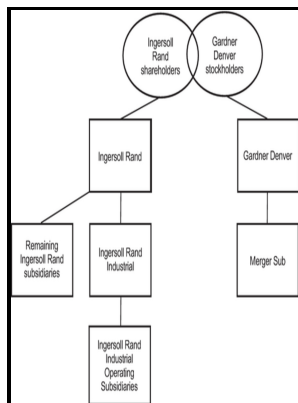 Ingersoll
Rand
shareholders
Gardner
Denver
stockholders
Ingersoll Rand
Gardner Denver
Remaining
Ingersoll Rand
subsidiaries
Ingersoll Rand
Industrial
Merger Sub
Ingersoll Rand
Industrial
Operating
Subsidiaries